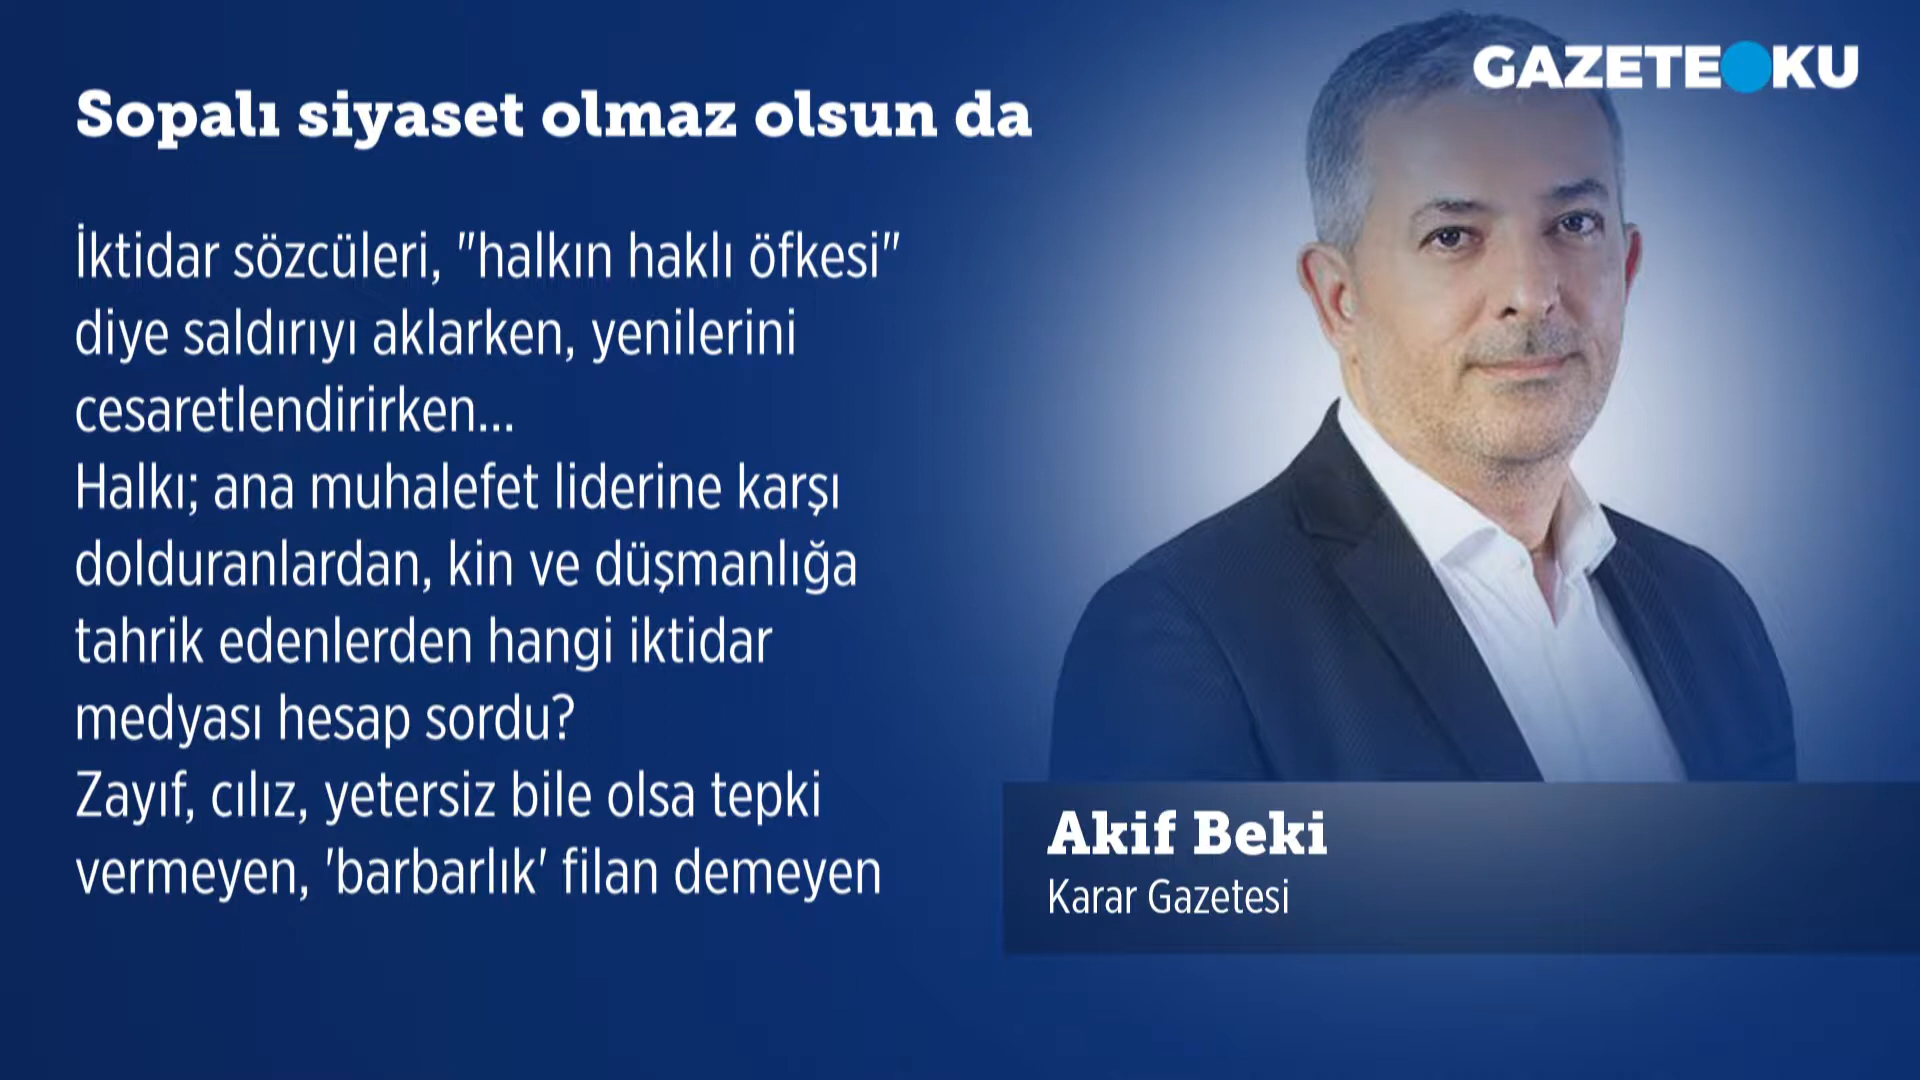 GAZETE OKU
Sopalı siyaset olmaz olsun da
İktidar sözcüleri, "halkın haklı öfkesi"
diye saldırıyı aklarken, yenilerini
cesaretlendirirken...
Halkı; ana muhalefet liderine karşı
dolduranlardan, kin ve düşmanlığa
tahrik edenlerden hangi iktidar
medyası hesap sordu?
Zayıf, cılız, yetersiz bile olsa tepki
vermeyen, 'barbarlık' filan demeyen
Akif Beki
Karar Gazetesi